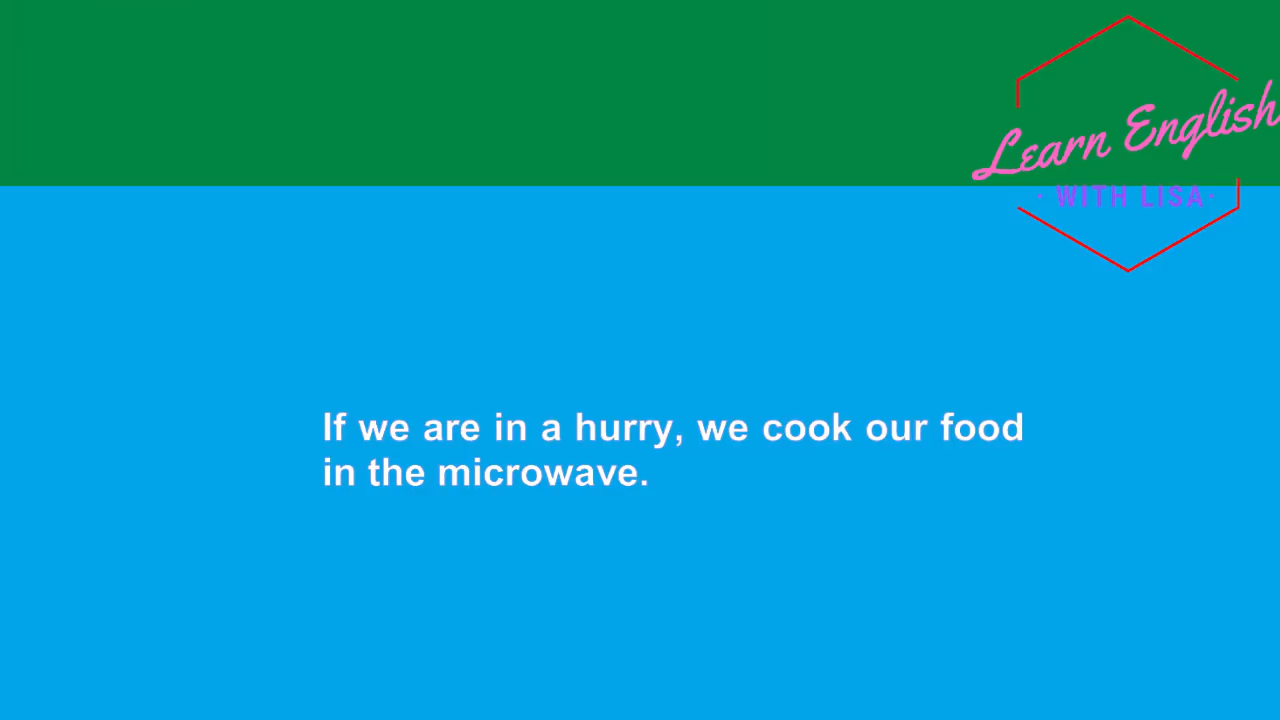 Learn English
· WITH LISA·
If we are in a hurry, we cook our food
in the microwave.